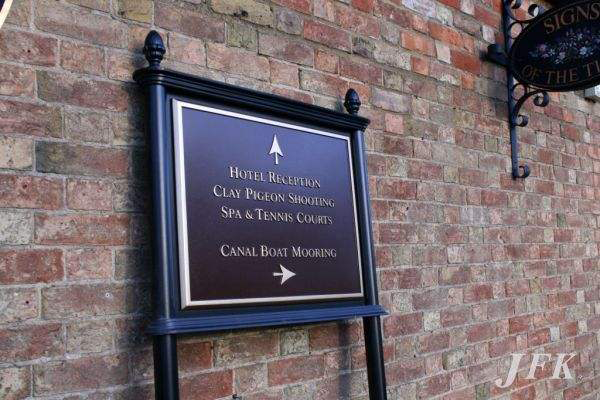 HOTEL RECEPTION
CLAY PIGEON SHOOTING
SPA & TENNIS COURTS
CANAL BOAT MOORING
SIGNS
OF THE
JFK